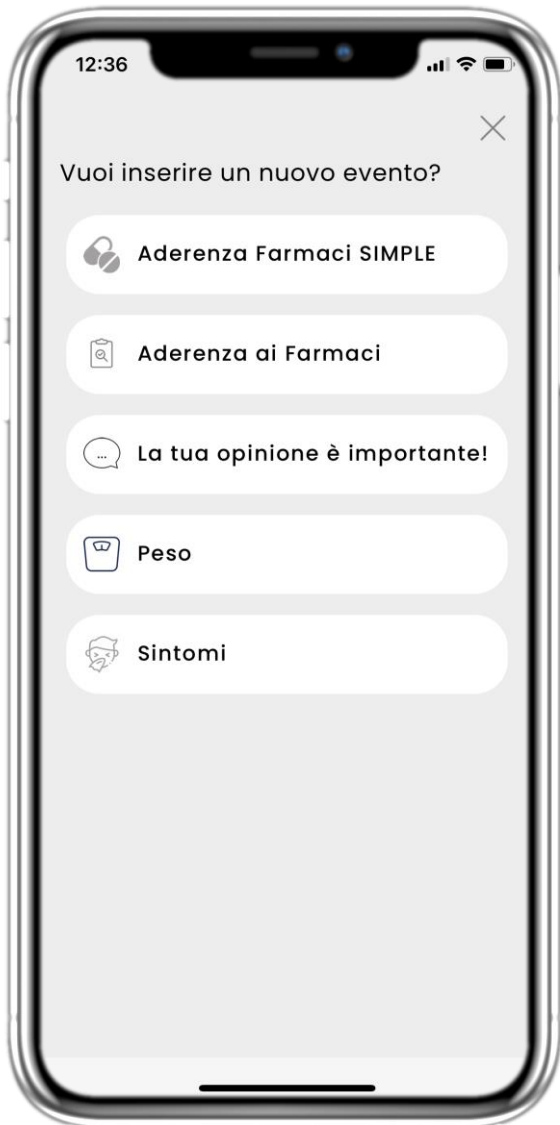 12:36
Vuoi inserire un nuovo evento?
Aderenza Farmaci SIMPLE
Aderenza ai Farmaci
La tua opinione è importante!
Peso
Sintomi